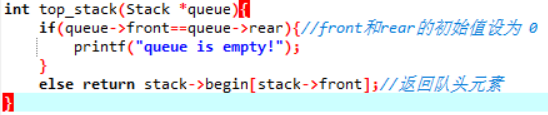 int top_stack(Stack *queue){
if(queue->front==queue->rear){//front和rear的初始值设为 0
printf("queue is empty!");
}
else return stack->begin[stack->front];//返回队头元素
}